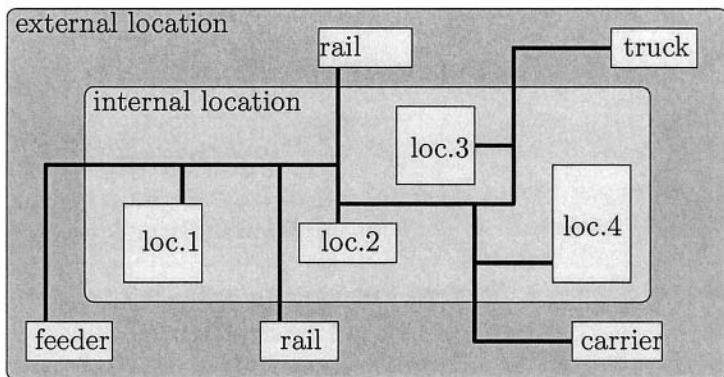 external location
rail
truck
internal location
loc.3
loc.1
loc.2
loc.4
feeder
rail
carrier